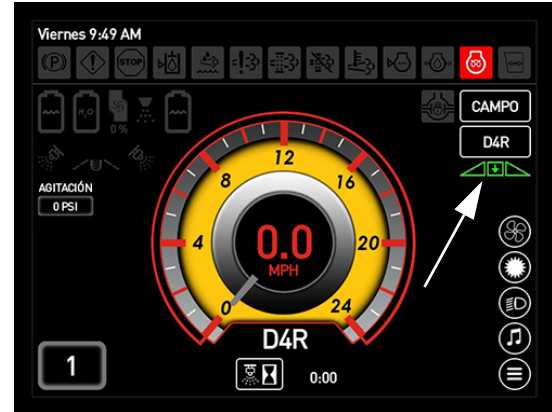 Viernes 9:49 AM
P
STOP
H₂O
0 %
CAMPO
D4R
AGITACIÓN
0 PSI
0
4
8
12
16
20
24
0.0
MPH
D4R
1
0:00